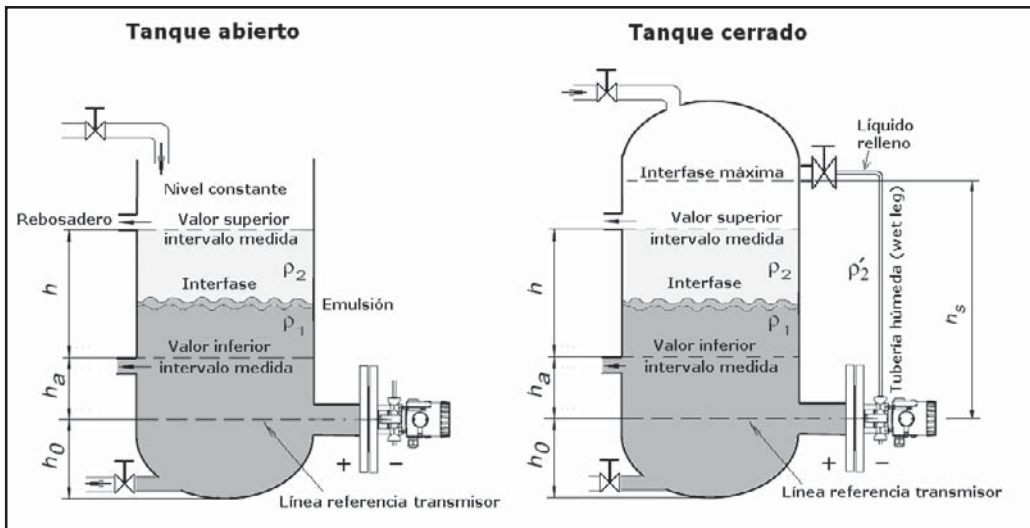 Tanque abierto
Nivel constante
Rebosadero
Valor superior
intervalo medida
ρ2
Interfase
Emulsión
ρ1
Valor inferior
intervalo medida
h
ha
h0
+
−
Línea referencia transmisor
Tanque cerrado
Líquido
relleno
Interfase máxima
Valor superior
intervalo medida
ρ2
ρ'2
Interfase
ρ1
Valor inferior
intervalo medida
Tubería húmeda (wet leg)
hs
h
ha
h0
+
−
Línea referencia transmisor